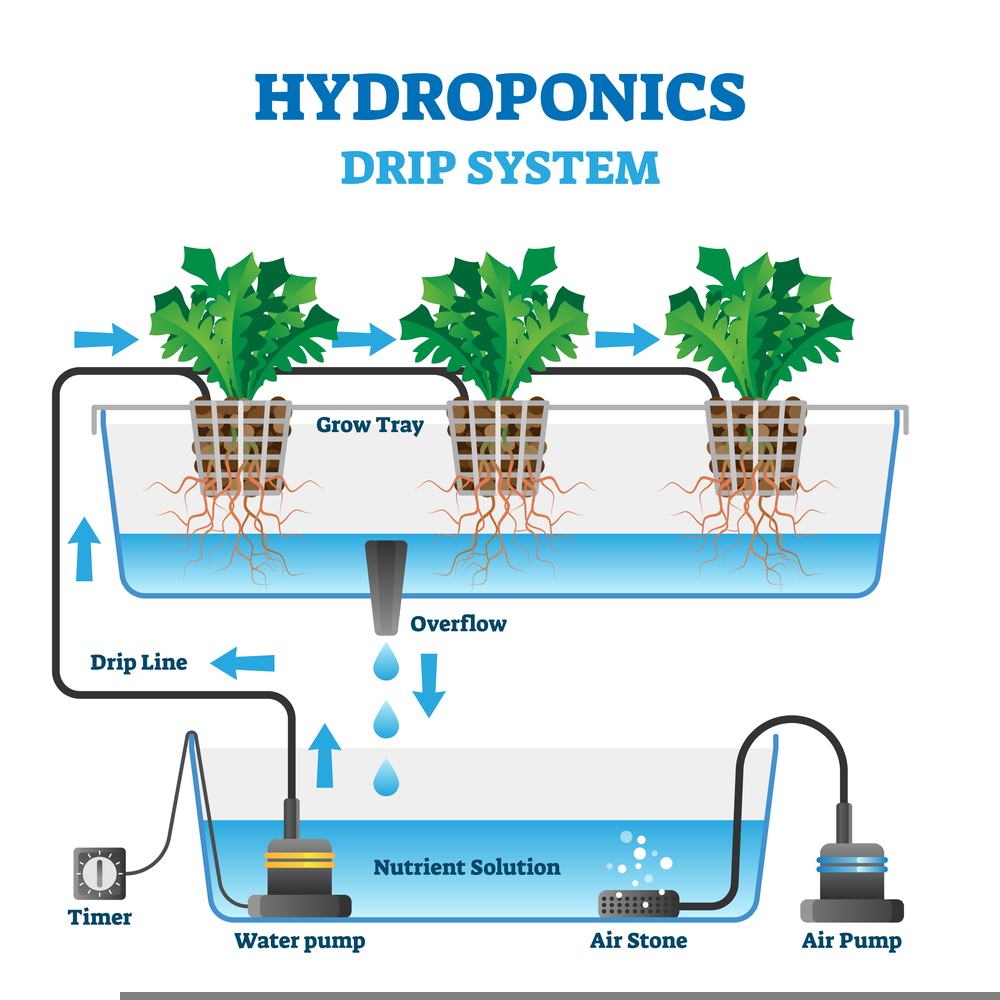 HYDROPONICS
DRIP SYSTEM
Grow Tray
Overflow
Drip Line
Nutrient Solution
Timer
Water pump
Air Stone
Air Pump